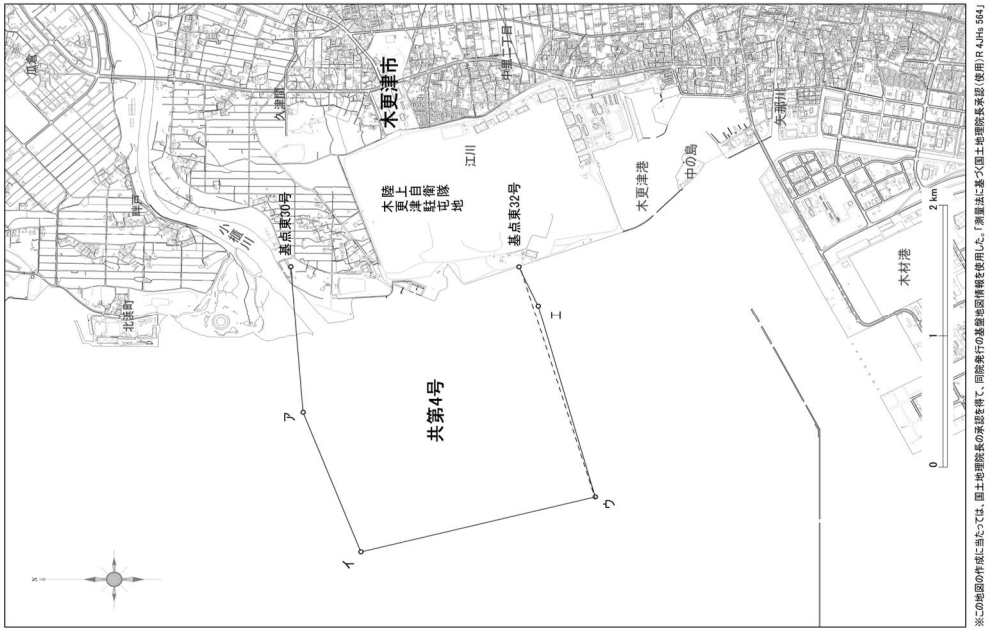 瓜倉
畔戸
久津間
木更津市
中里二丁目
小櫃川
基点東30号
北浜町
陸上自衛隊
木更津駐屯地
江川
基点東32号
木更津港
中の島
矢那川
木材港
ア
イ
ウ
エ
共第4号
N
0
1
2 km
※この地図の作成に当たっては、国土地理院長の承認を得て、同院発行の基盤地図情報を使用した。「測量法に基づく国土地理院長承認(使用)R 4JHs 564」